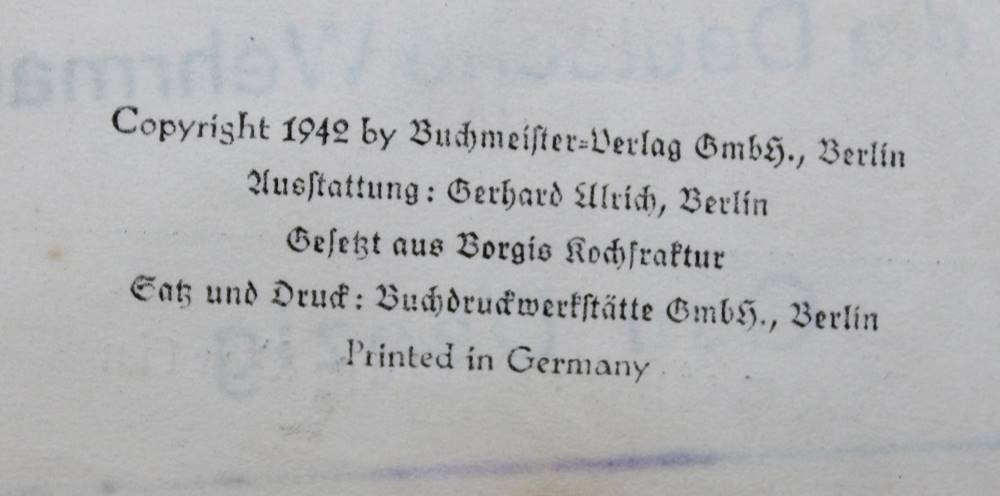 Copyright 1942 by Buchmeister-Verlag GmbH., Berlin
Ausstattung: Gerhard Ulrich, Berlin
Gesetzt aus Borgis Kochfraktur
Satz und Druck: Buchdruckwerkstätte GmbH., Berlin
Printed in Germany